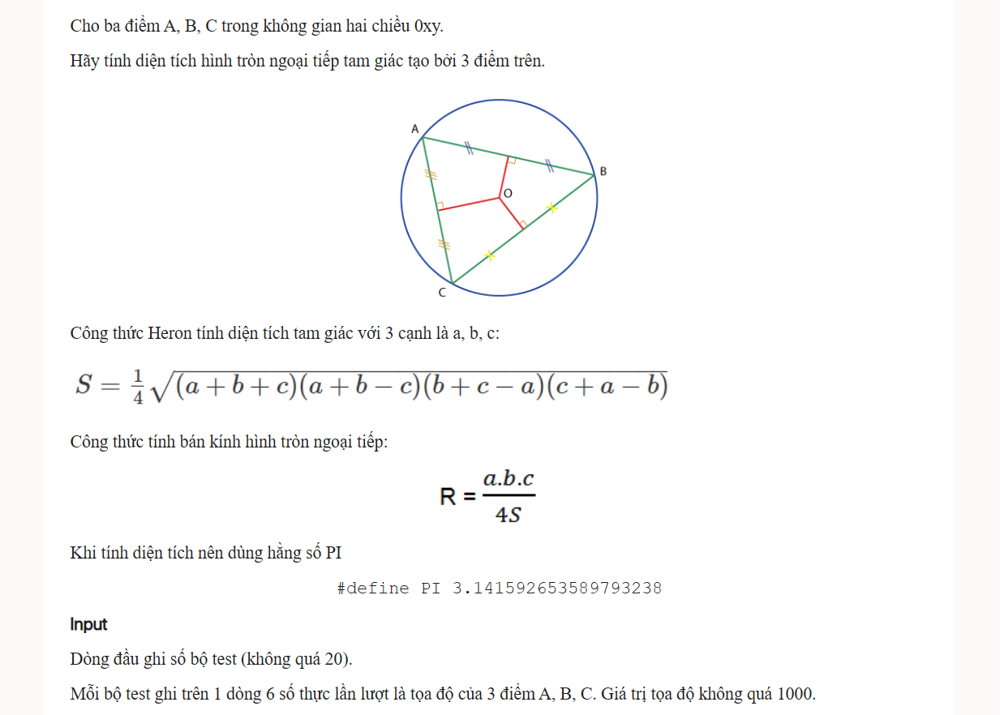 Cho ba điểm A, B, C trong không gian hai chiều 0xy.
Hãy tính diện tích hình tròn ngoại tiếp tam giác tạo bởi 3 điểm trên.
A
B
O
C
Công thức Heron tính diện tích tam giác với 3 cạnh là a, b, c:
S = 1/4 √(a + b + c)(a + b − c)(b + c − a)(c + a − b)
Công thức tính bán kính hình tròn ngoại tiếp:
R = a.b.c / 4S
Khi tính diện tích nên dùng hằng số PI
#define PI 3.141592653589793238
Input
Dòng đầu ghi số bộ test (không quá 20).
Mỗi bộ test ghi trên 1 dòng 6 số thực lần lượt là tọa độ của 3 điểm A, B, C. Giá trị tọa độ không quá 1000.